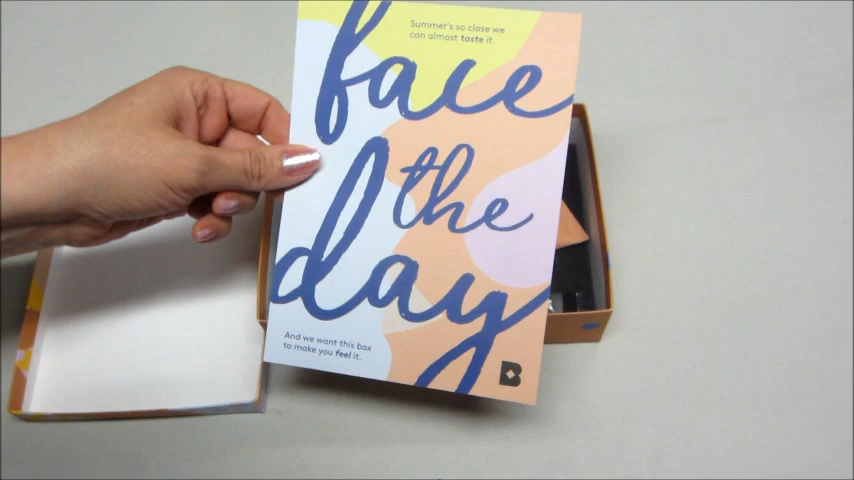 Summer's so close we
can almost taste it.
face
the
day
And we want this box
to make you feel it.
B